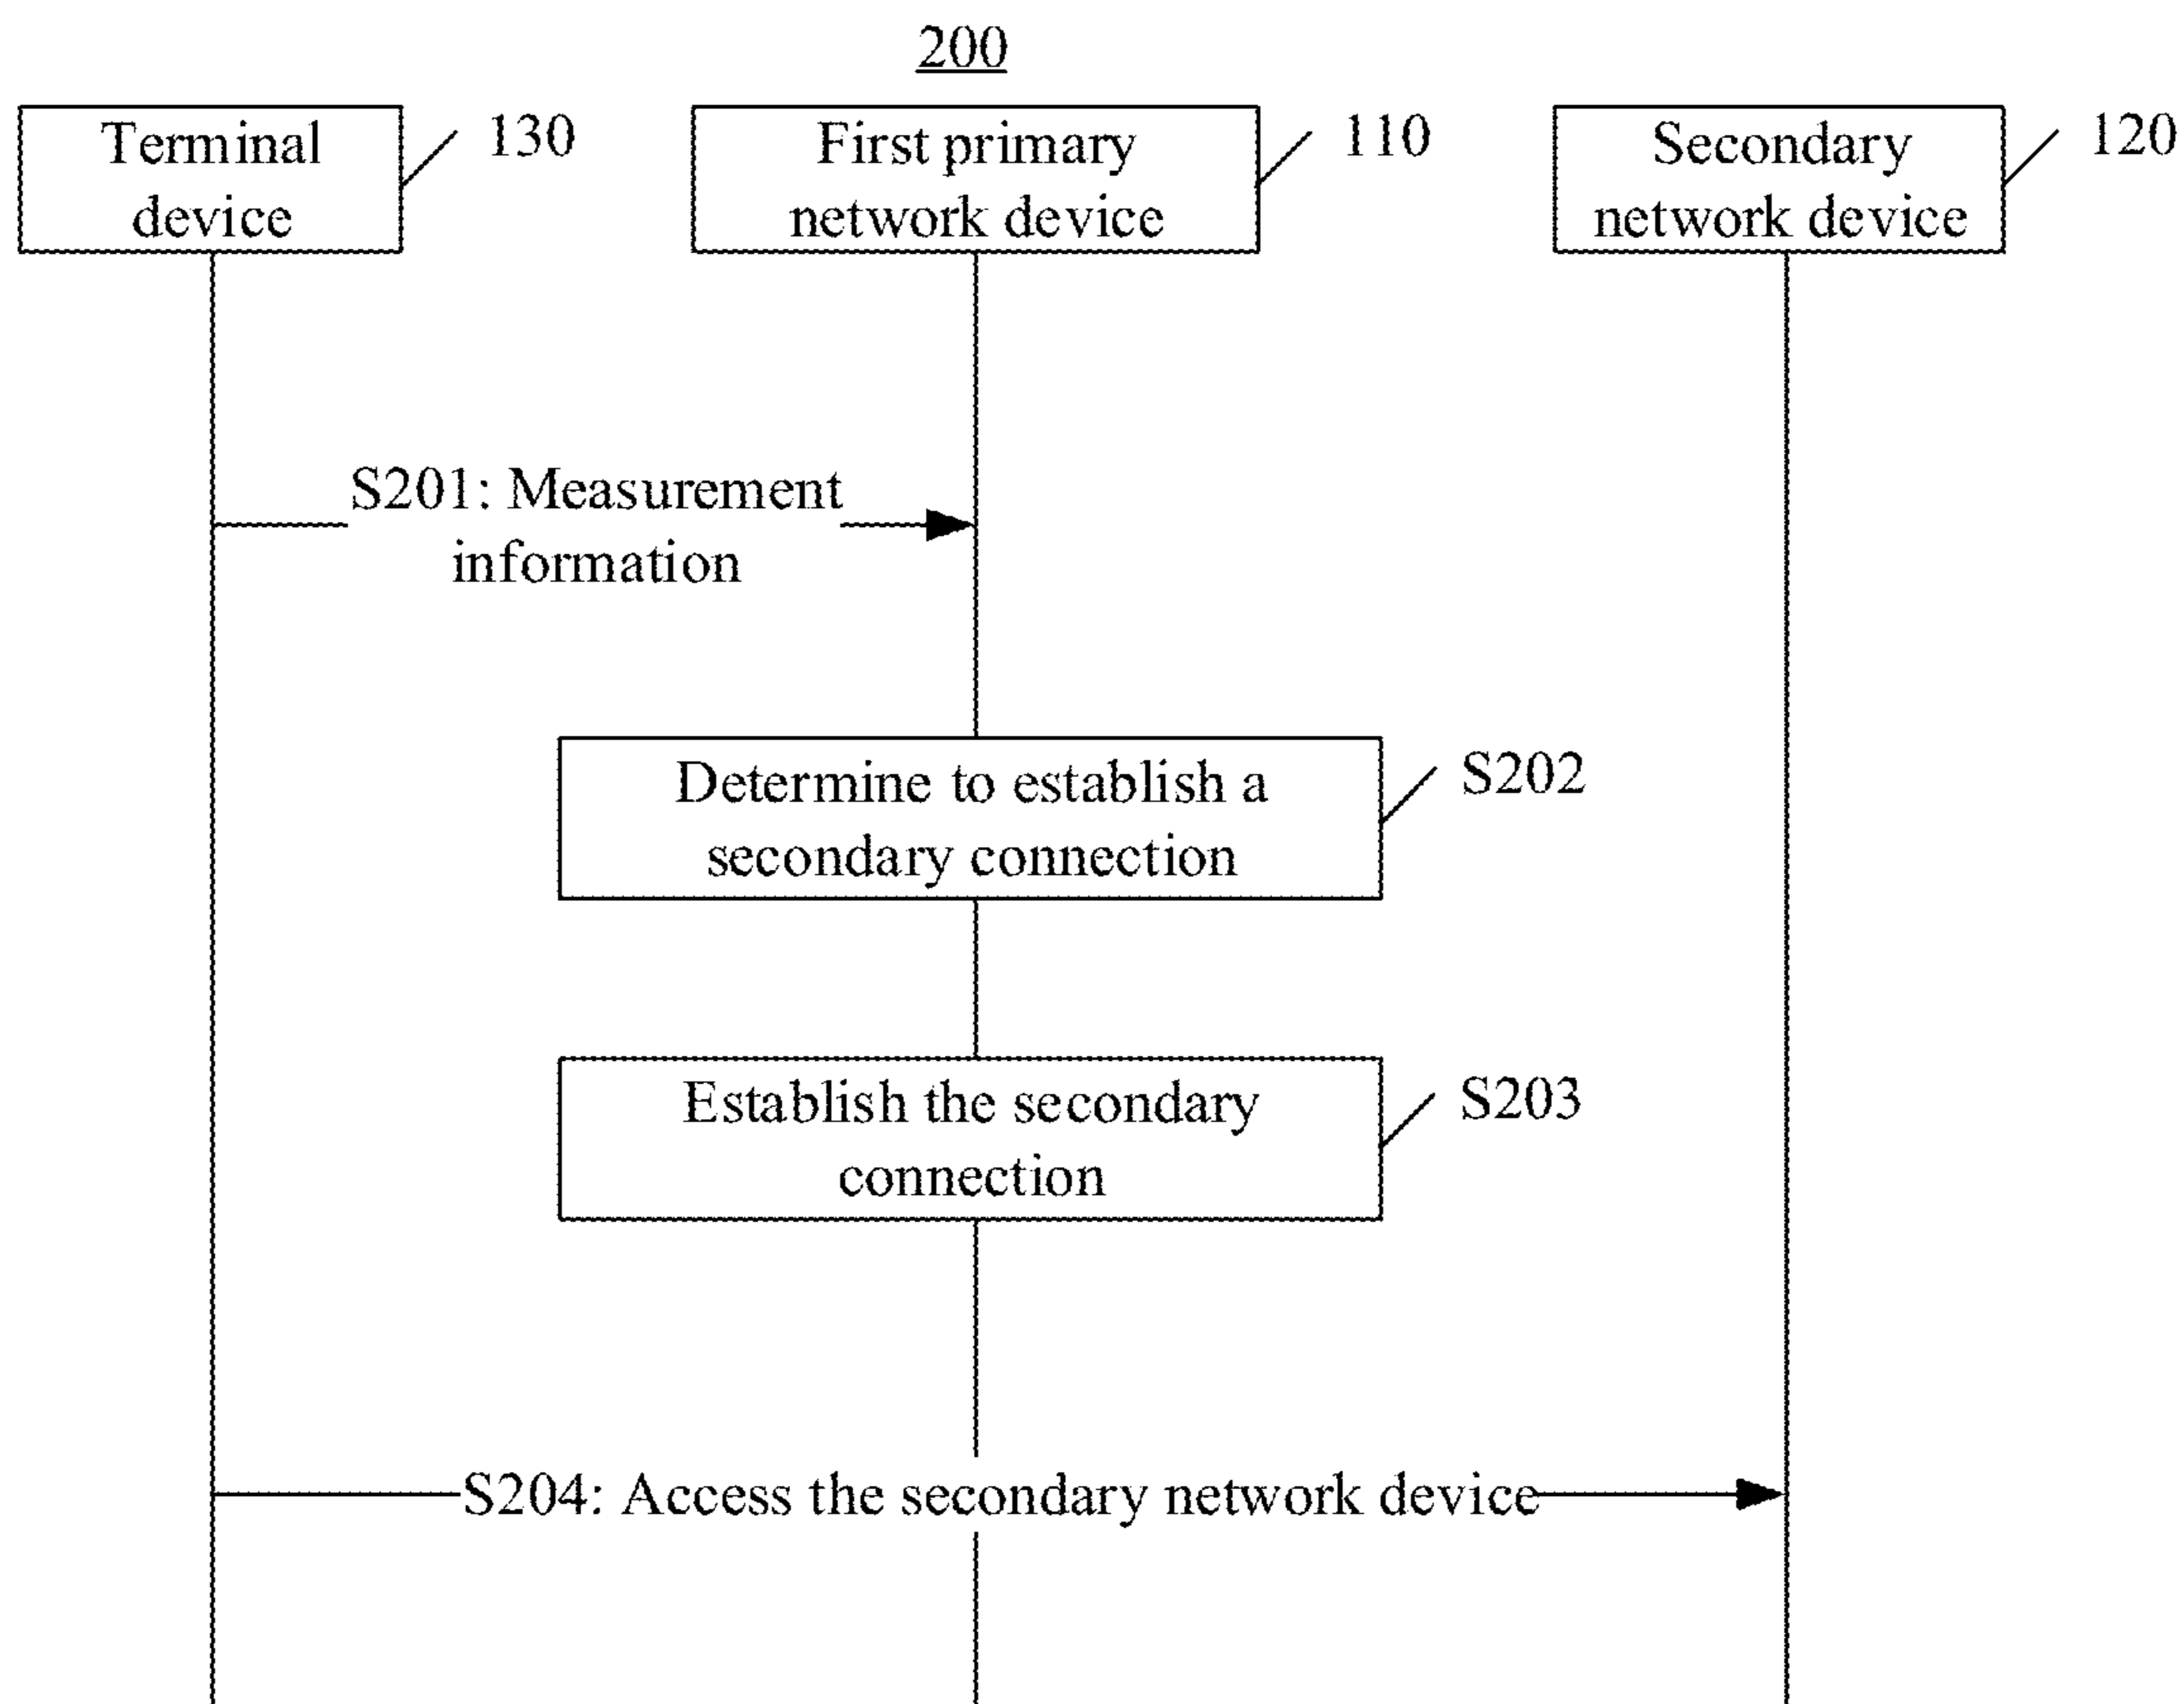 200
Terminal
device
130
First primary
network device
110
Secondary
network device
120
S201: Measurement
information
Determine to establish a
secondary connection
S202
Establish the secondary
connection
S203
S204: Access the secondary network device